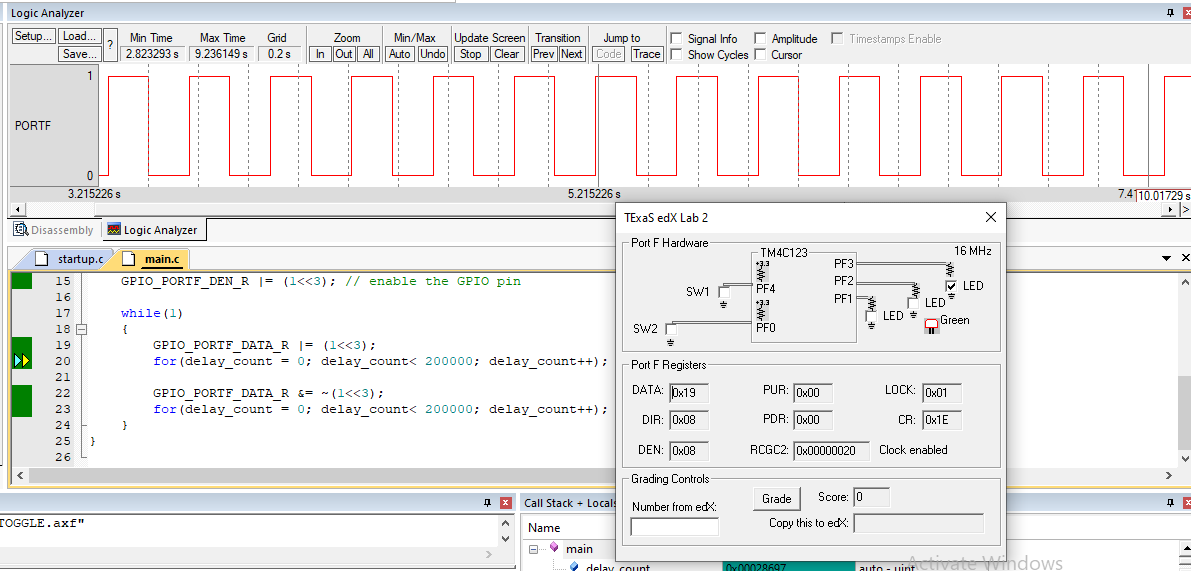 Logic Analyzer
Setup... Load... ? Min Time Max Time Grid Zoom Min/Max Update Screen Transition Jump to Signal Info Amplitude Timestamps Enable
Save... 2.823293 s 9.236149 s 0.2 s In Out All Auto Undo Stop Clear Prev Next Code Trace Show Cycles Cursor
1
PORTF
0
3.215226 s 5.215226 s 7.41 10.01729 s
Disassembly Logic Analyzer
startup.c main.c
15 GPIO_PORTF_DEN_R |= (1<<3); // enable the GPIO pin
16
17 while(1)
18 {
19 GPIO_PORTF_DATA_R |= (1<<3);
20 for(delay_count = 0; delay_count< 200000; delay_count++);
21
22 GPIO_PORTF_DATA_R &= ~(1<<3);
23 for(delay_count = 0; delay_count< 200000; delay_count++);
24 }
25 }
26
TExaS edX Lab 2
Port F Hardware
TM4C123 16 MHz
+3.3 PF3
SW1 PF4 PF2 LED
+3.3 PF1 LED
SW2 PF0 LED Green
Port F Registers
DATA: 0x19 PUR: 0x00 LOCK: 0x01
DIR: 0x08 PDR: 0x00 CR: 0x1E
DEN: 0x08 RCGC2: 0x00000020 Clock enabled
Grading Controls
Number from edX: Grade Score: 0
Copy this to edX:
TOGGLE.axf"
Call Stack + Locals
Name
main
delay_count 0x00028697 auto - uint
Activate Windows